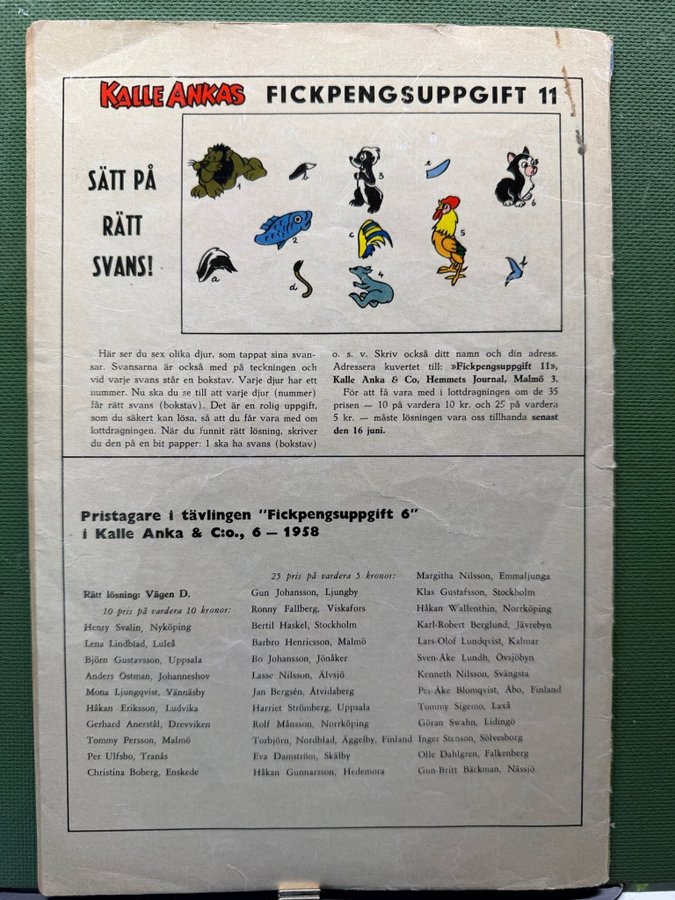 KALLE ANKAS FICKPENGSUPPGIFT 11
SÄTT PÅ
RÄTT
SVANS!
1
b
3
e
6
2
c
5
a
d
4
f
Här ser du sex olika djur, som tappat sina svan-
sar. Svansarna är också med på teckningen och
vid varje svans står en bokstav. Varje djur har ett
nummer. Nu ska du se till att varje djur (nummer)
får rätt svans (bokstav). Det är en rolig uppgift,
som du säkert kan lösa, så att du får vara med om
lottdragningen. När du funnit rätt lösning, skriver
du den på en bit papper: 1 ska ha svans (bokstav)
o. s. v. Skriv också ditt namn och din adress.
Adressera kuvertet till: »Fickpengsuppgift 11»,
Kalle Anka & Co, Hemmets Journal, Malmö 3.
För att få vara med i lottdragningen om de 35
prisen — 10 på vardera 10 kr. och 25 på vardera
5 kr. — måste lösningen vara oss tillhanda senast
den 16 juni.
Pristagare i tävlingen "Fickpengsuppgift 6"
i Kalle Anka & C:o., 6 — 1958
Rätt lösning: Vägen D.
10 pris på vardera 10 kronor:
Henry Svalin, Nyköping
Lena Lindblad, Luleå
Björn Gustavsson, Uppsala
Anders Östman, Johanneshov
Mona Ljungqvist, Vännäsby
Håkan Eriksson, Ludvika
Gerhard Anerstål, Drevviken
Tommy Persson, Malmö
Per Ulfsbo, Tranås
Christina Boberg, Enskede
25 pris på vardera 5 kronor:
Gun Johansson, Ljungby
Ronny Fallberg, Viskafors
Bertil Haskel, Stockholm
Barbro Henricsson, Malmö
Bo Johansson, Jönåker
Lasse Nilsson, Älvsjö
Jan Bergsén, Åtvidaberg
Harriet Strömberg, Uppsala
Rolf Månsson, Norrköping
Torbjörn, Nordblad, Äggelby, Finland
Eva Damström, Skälby
Håkan Gunnarsson, Hedemora
Margitha Nilsson, Emmaljunga
Klas Gustafsson, Stockholm
Håkan Wallenthin, Norrköping
Karl-Robert Berglund, Jävrebyn
Lars-Olof Lundqvist, Kalmar
Sven-Åke Lundh, Övsjöbyn
Kenneth Nilsson, Svängsta
Per-Åke Blomqvist, Åbo, Finland
Tommy Sigemo, Laxå
Göran Swahn, Lidingö
Inger Stenson, Sölvesborg
Olle Dahlgren, Falkenberg
Gun-Britt Bäckman, Nässjö